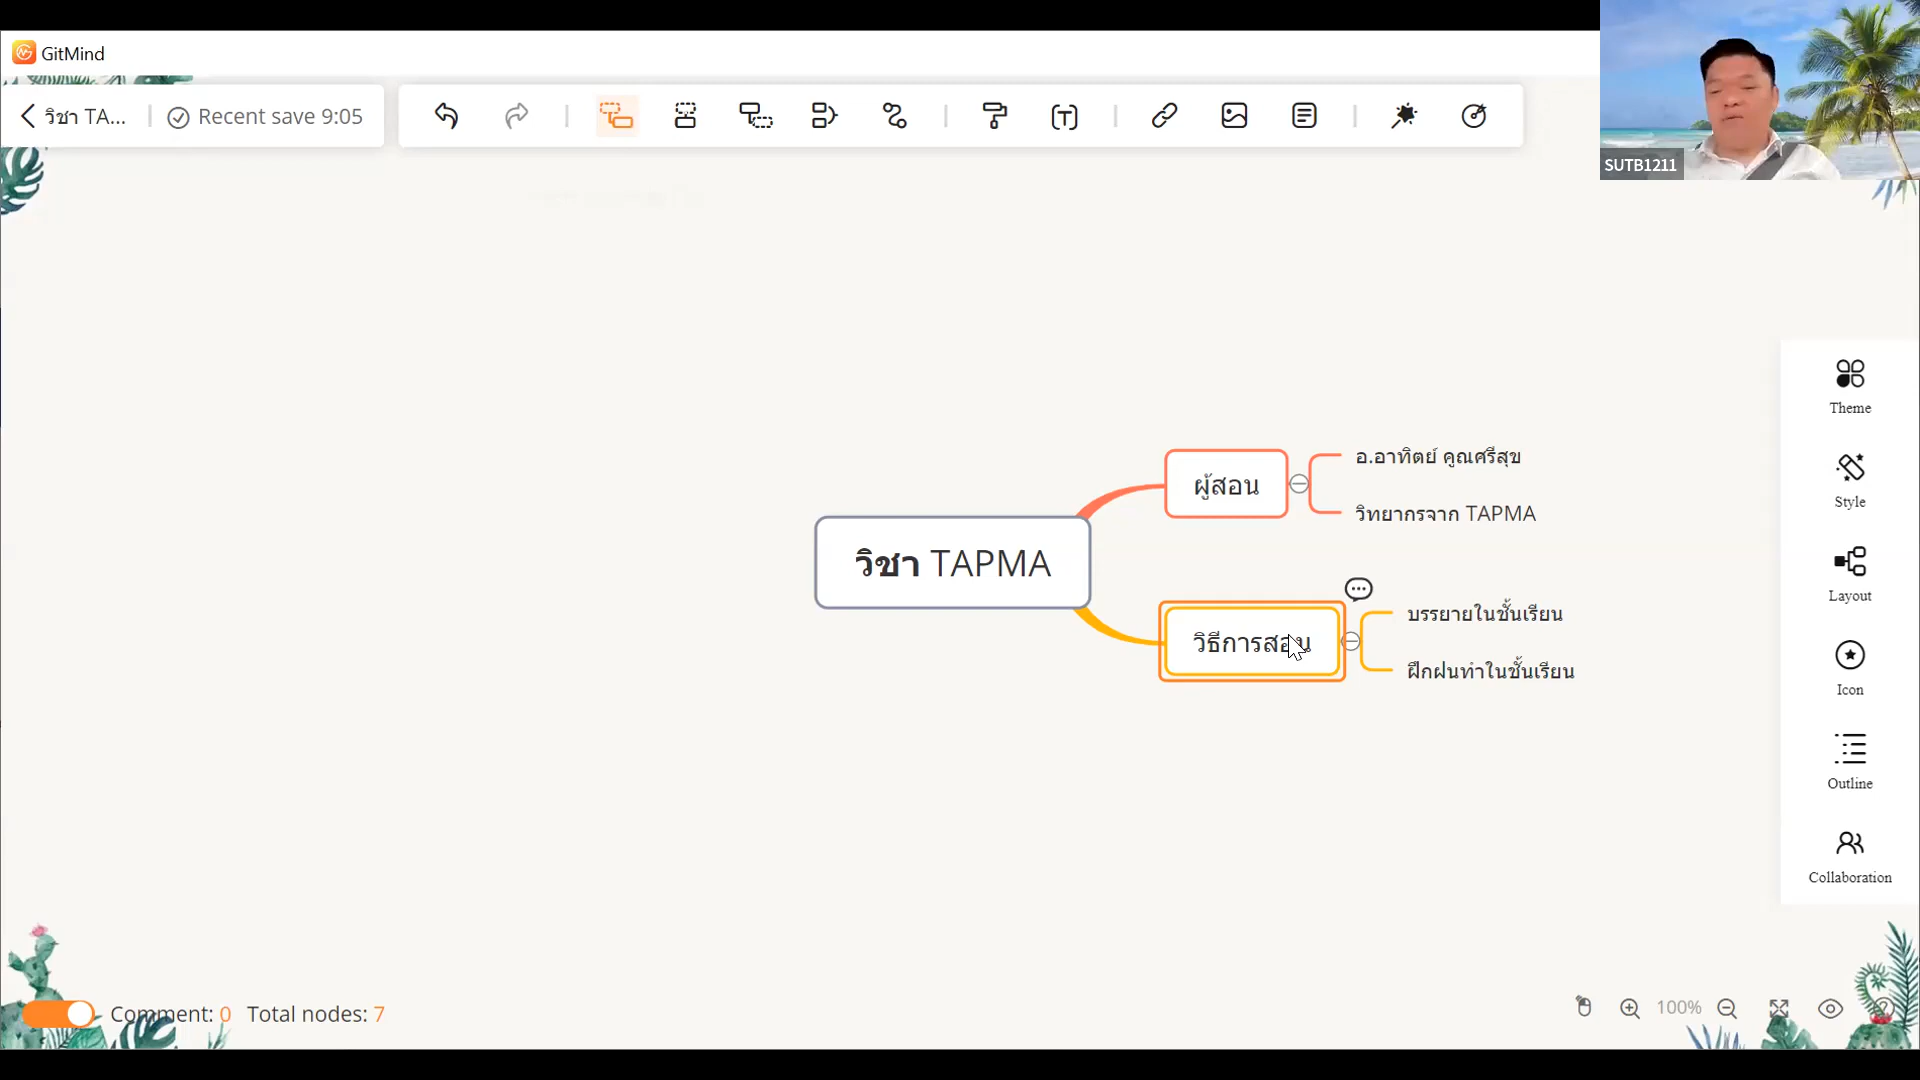 GitMind
วิชา TA...
Recent save 9:05
SUTB1211
ผู้สอน
อ.อาทิตย์ คูณศรีสุข
วิทยากรจาก TAPMA
วิชา TAPMA
วิธีการสอน
บรรยายในชั้นเรียน
ฝึกฝนทำในชั้นเรียน
Theme
Style
Layout
Icon
Outline
Collaboration
Comment: 0 Total nodes: 7
100%